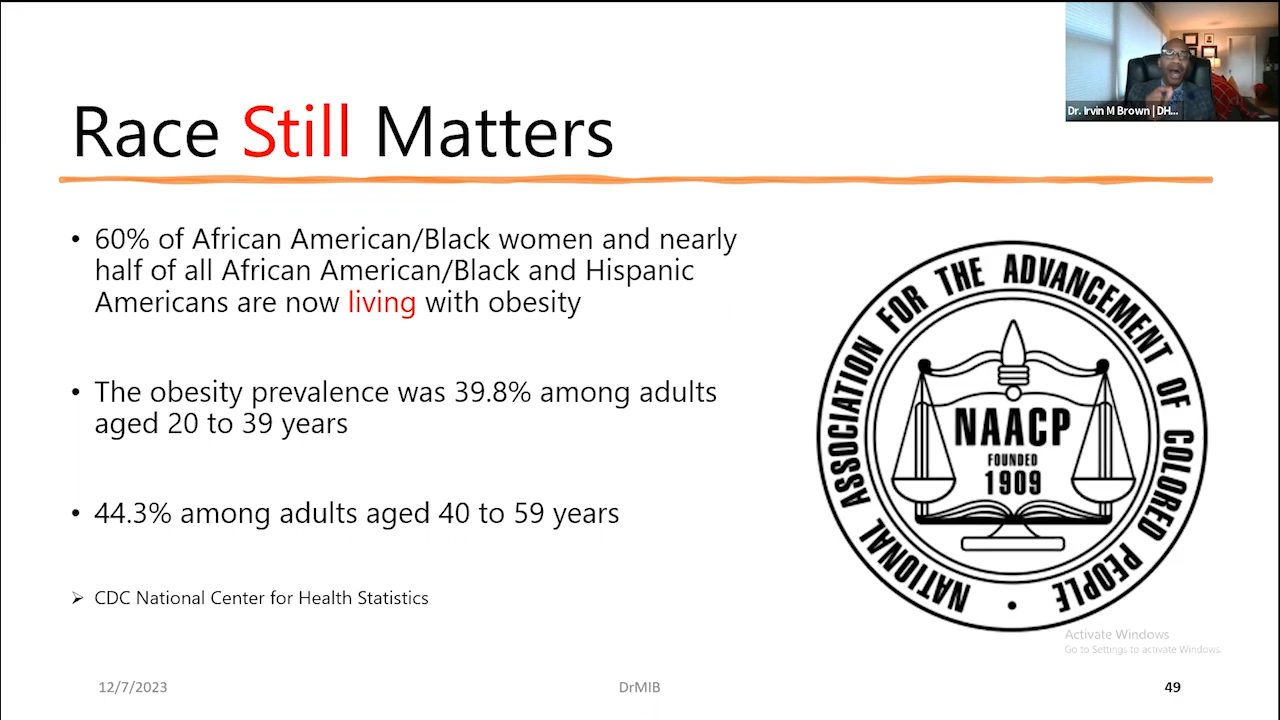 Dr. Irvin M Brown | DH...
Race Still Matters
• 60% of African American/Black women and nearly
half of all African American/Black and Hispanic
Americans are now living with obesity
• The obesity prevalence was 39.8% among adults
aged 20 to 39 years
• 44.3% among adults aged 40 to 59 years
➢ CDC National Center for Health Statistics
NATIONAL ASSOCIATION FOR THE ADVANCEMENT OF COLORED PEOPLE •
NAACP
FOUNDED
1909
Activate Windows
Go to Settings to activate Windows.
12/7/2023
DrMIB
49